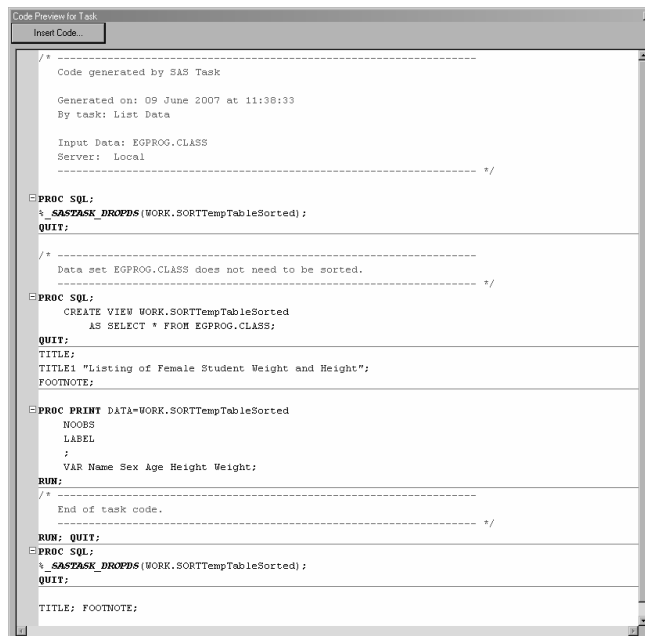 Code Preview for Task
Insert Code...
/* -------------------------------------------------------------------
Code generated by SAS Task
Generated on: 09 June 2007 at 11:38:33
By task: List Data
Input Data: EGPROG.CLASS
Server:  Local
------------------------------------------------------------------- */
PROC SQL;
%_SASTASK_DROPDS(WORK.SORTTempTableSorted);
QUIT;
/* -------------------------------------------------------------------
Data set EGPROG.CLASS does not need to be sorted.
------------------------------------------------------------------- */
PROC SQL;
CREATE VIEW WORK.SORTTempTableSorted
AS SELECT * FROM EGPROG.CLASS;
QUIT;
TITLE;
TITLE1 "Listing of Female Student Weight and Height";
FOOTNOTE;
PROC PRINT DATA=WORK.SORTTempTableSorted
NOOBS
LABEL
;
VAR Name Sex Age Height Weight;
RUN;
/* -------------------------------------------------------------------
End of task code.
------------------------------------------------------------------- */
RUN; QUIT;
PROC SQL;
%_SASTASK_DROPDS(WORK.SORTTempTableSorted);
QUIT;
TITLE; FOOTNOTE;